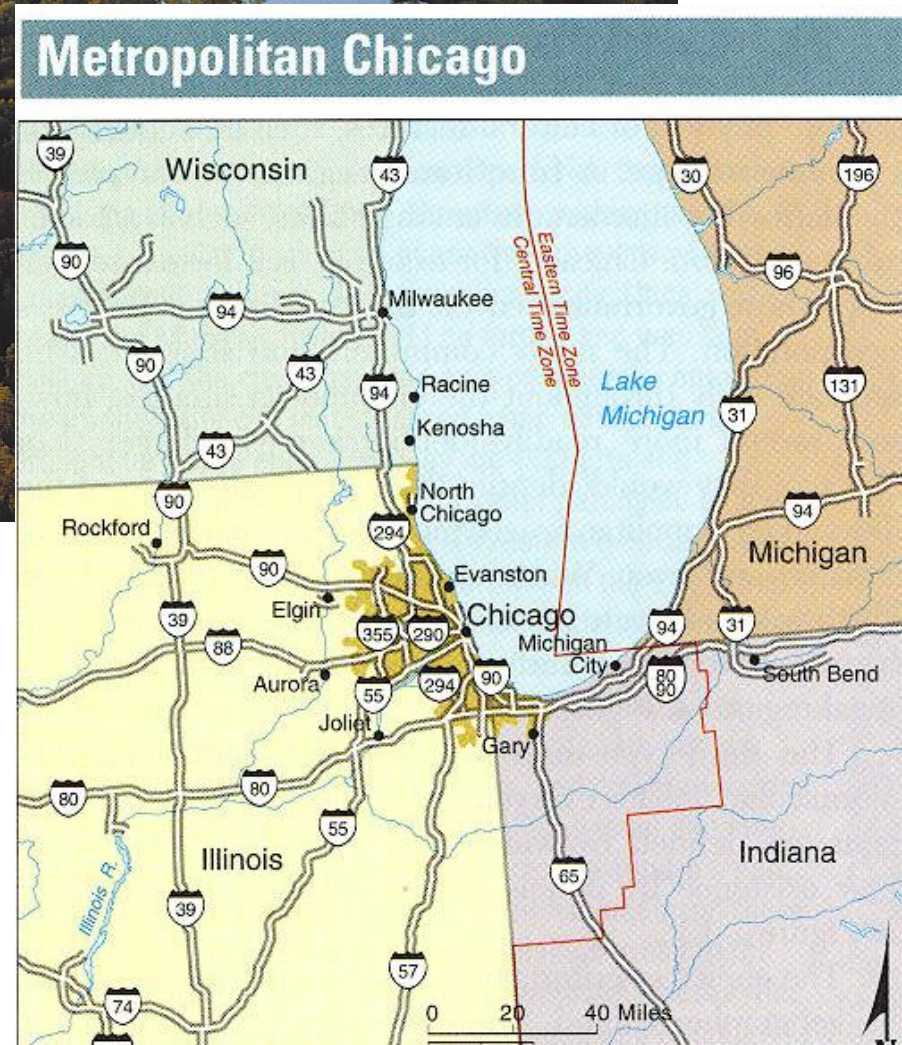 Metropolitan Chicago
39
Wisconsin
43
30
196
90
Eastern Time Zone
Central Time Zone
96
94
Milwaukee
90
43
94
Racine
Lake
Michigan
131
31
Kenosha
43
90
North
Chicago
94
Rockford
294
Michigan
90
Evanston
Elgin
Chicago
39
355
290
94
31
88
Michigan
City
Aurora
55
294
90
80
90
South Bend
Joliet
Gary
80
80
55
Illinois
Indiana
65
Illinois R.
39
57
74
0 20 40 Miles